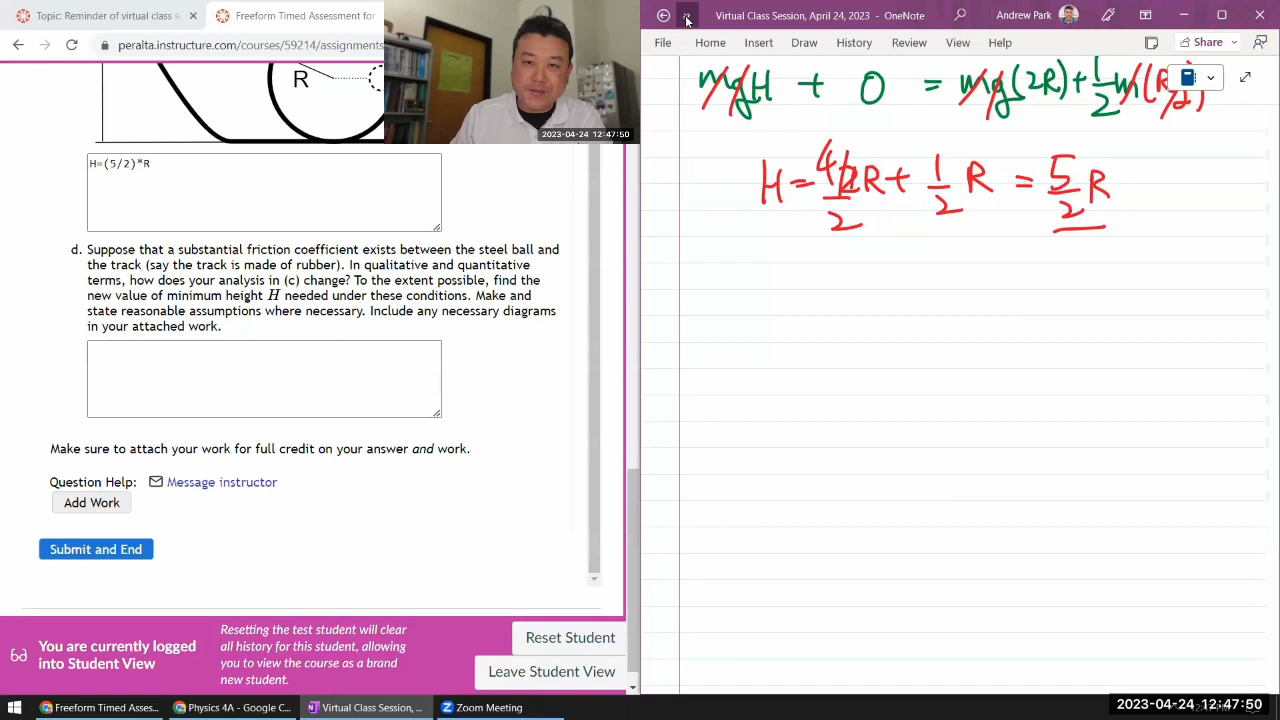 Topic: Reminder of virtual class s
Freeform Timed Assessment for
peralta.instructure.com/courses/59214/assignments
2023-04-24 12:47:50
R
H=(5/2)*R
d. Suppose that a substantial friction coefficient exists between the steel ball and
the track (say the track is made of rubber). In qualitative and quantitative
terms, how does your analysis in (c) change? To the extent possible, find the
new value of minimum height H needed under these conditions. Make and
state reasonable assumptions where necessary. Include any necessary diagrams
in your attached work.
Make sure to attach your work for full credit on your answer and work.
Question Help: Message instructor
Add Work
Submit and End
You are currently logged
into Student View
Resetting the test student will clear
all history for this student, allowing
you to view the course as a brand
new student.
Reset Student
Leave Student View
Virtual Class Session, April 24, 2023 - OneNote
Andrew Park
File Home Insert Draw History Review View Help
Share
mgH + 0 = mg(2R) + 1/2 m(R
H = 4/2 R + 1/2 R = 5/2 R
Freeform Timed Asses...
Physics 4A - Google C...
Virtual Class Session, ...
Zoom Meeting
2023-04-24 12:47:50